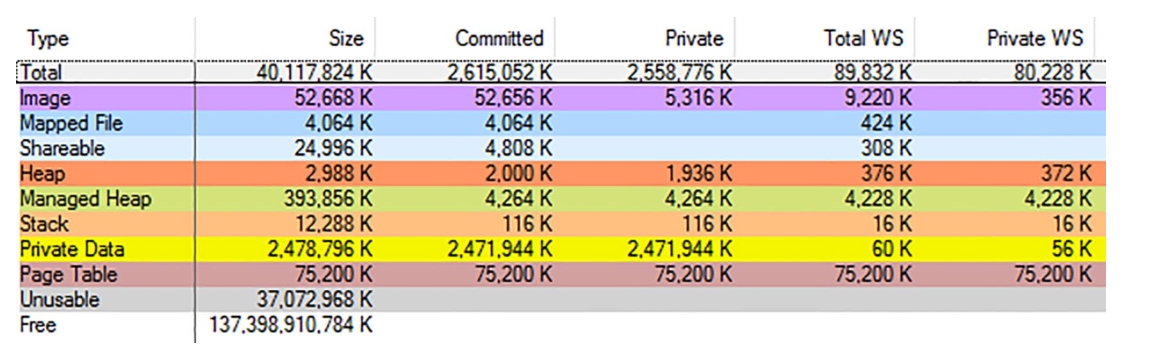 Type Size Committed Private Total WS Private WS
Total 40,117,824 K 2,615,052 K 2,558,776 K 89,832 K 80,228 K
Image 52,668 K 52,656 K 5,316 K 9,220 K 356 K
Mapped File 4,064 K 4,064 K 424 K
Shareable 24,996 K 4,808 K 308 K
Heap 2,988 K 2,000 K 1,936 K 376 K 372 K
Managed Heap 393,856 K 4,264 K 4,264 K 4,228 K 4,228 K
Stack 12,288 K 116 K 116 K 16 K 16 K
Private Data 2,478,796 K 2,471,944 K 2,471,944 K 60 K 56 K
Page Table 75,200 K 75,200 K 75,200 K 75,200 K 75,200 K
Unusable 37,072,968 K
Free 137,398,910,784 K